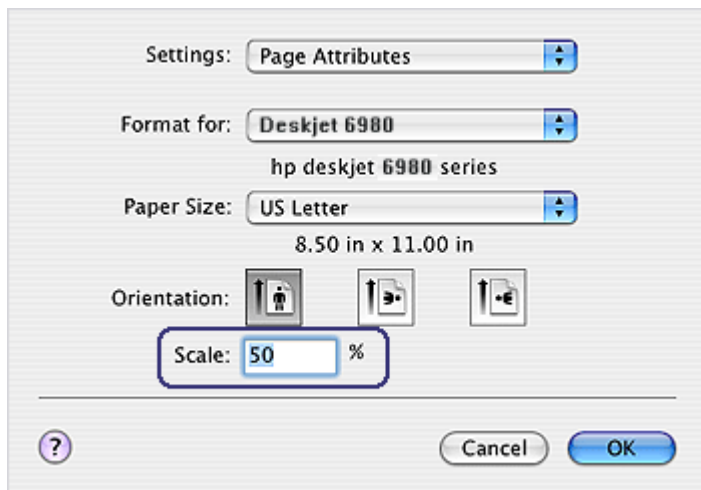 Settings: Page Attributes
Format for: Deskjet 6980
hp deskjet 6980 series
Paper Size: US Letter
8.50 in x 11.00 in
Orientation:
Scale: 50 %
? Cancel OK